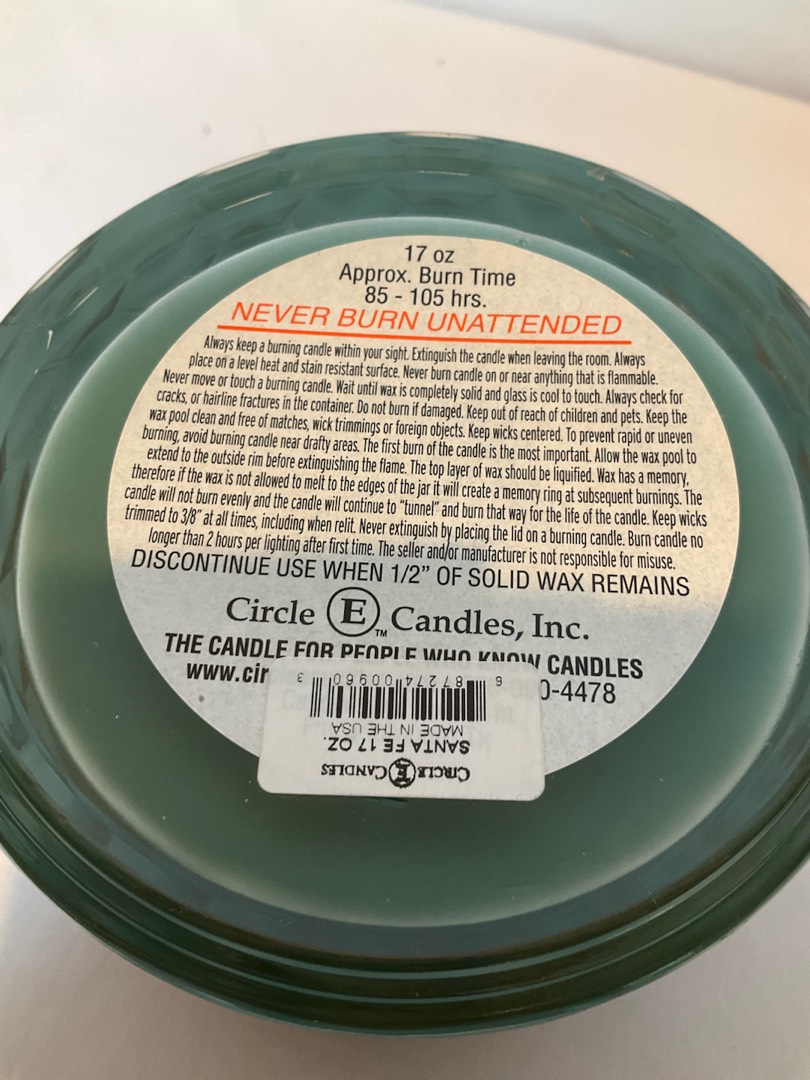 17 oz
Approx. Burn Time
85 - 105 hrs.
NEVER BURN UNATTENDED
Always keep a burning candle within your sight. Extinguish the candle when leaving the room. Always
place on a level heat and stain resistant surface. Never burn candle on or near anything that is flammable.
Never move or touch a burning candle. Wait until wax is completely solid and glass is cool to touch. Always check for
cracks, or hairline fractures in the container. Do not burn if damaged. Keep out of reach of children and pets. Keep the
wax pool clean and free of matches, wick trimmings or foreign objects. Keep wicks centered. To prevent rapid or uneven
burning, avoid burning candle near drafty areas. The first burn of the candle is the most important. Allow the wax pool to
extend to the outside rim before extinguishing the flame. The top layer of wax should be liquified. Wax has a memory,
therefore if the wax is not allowed to melt to the edges of the jar it will create a memory ring at subsequent burnings. The
candle will not burn evenly and the candle will continue to "tunnel" and burn that way for the life of the candle. Keep wicks
trimmed to 3/8" at all times, including when relit. Never extinguish by placing the lid on a burning candle. Burn candle no
longer than 2 hours per lighting after first time. The seller and/or manufacturer is not responsible for misuse.
DISCONTINUE USE WHEN 1/2" OF SOLID WAX REMAINS
Circle E™ Candles, Inc.
THE CANDLE FOR PEOPLE WHO KNOW CANDLES
www.cir 0-4478
CIRCLE E CANDLES
SANTA FE 17 OZ.
MADE IN THE USA
6 87274 00960 3